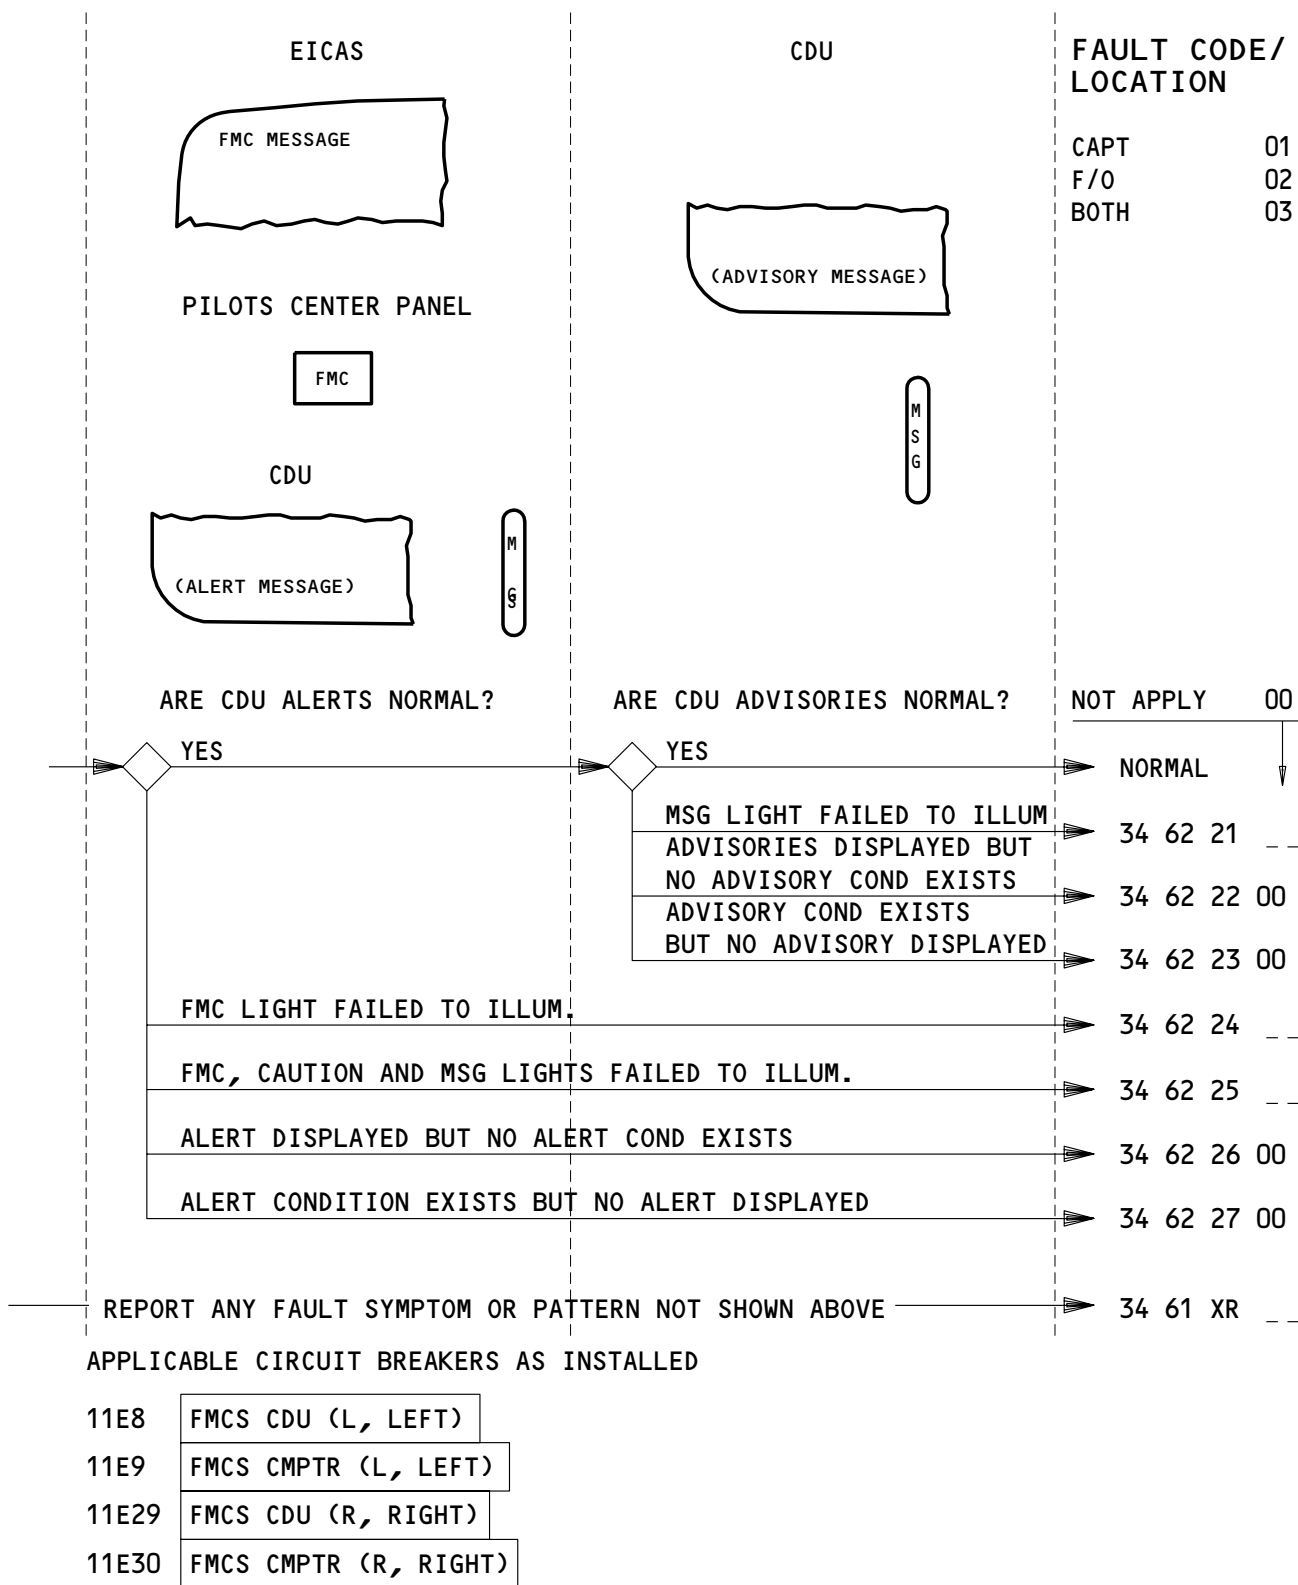 EICAS
CDU
FAULT CODE/
LOCATION
FMC MESSAGE
CAPT 01
F/O 02
BOTH 03
(ADVISORY MESSAGE)
PILOTS CENTER PANEL
FMC
M
S
G
CDU
(ALERT MESSAGE)
M
S
G
ARE CDU ALERTS NORMAL?
ARE CDU ADVISORIES NORMAL?
NOT APPLY 00
YES
YES
NORMAL
MSG LIGHT FAILED TO ILLUM
34 62 21 _ _
ADVISORIES DISPLAYED BUT
NO ADVISORY COND EXISTS
34 62 22 00
ADVISORY COND EXISTS
BUT NO ADVISORY DISPLAYED
34 62 23 00
FMC LIGHT FAILED TO ILLUM.
34 62 24 _ _
FMC, CAUTION AND MSG LIGHTS FAILED TO ILLUM.
34 62 25 _ _
ALERT DISPLAYED BUT NO ALERT COND EXISTS
34 62 26 00
ALERT CONDITION EXISTS BUT NO ALERT DISPLAYED
34 62 27 00
REPORT ANY FAULT SYMPTOM OR PATTERN NOT SHOWN ABOVE
34 61 XR _ _
APPLICABLE CIRCUIT BREAKERS AS INSTALLED
11E8 FMCS CDU (L, LEFT)
11E9 FMCS CMPTR (L, LEFT)
11E29 FMCS CDU (R, RIGHT)
11E30 FMCS CMPTR (R, RIGHT)